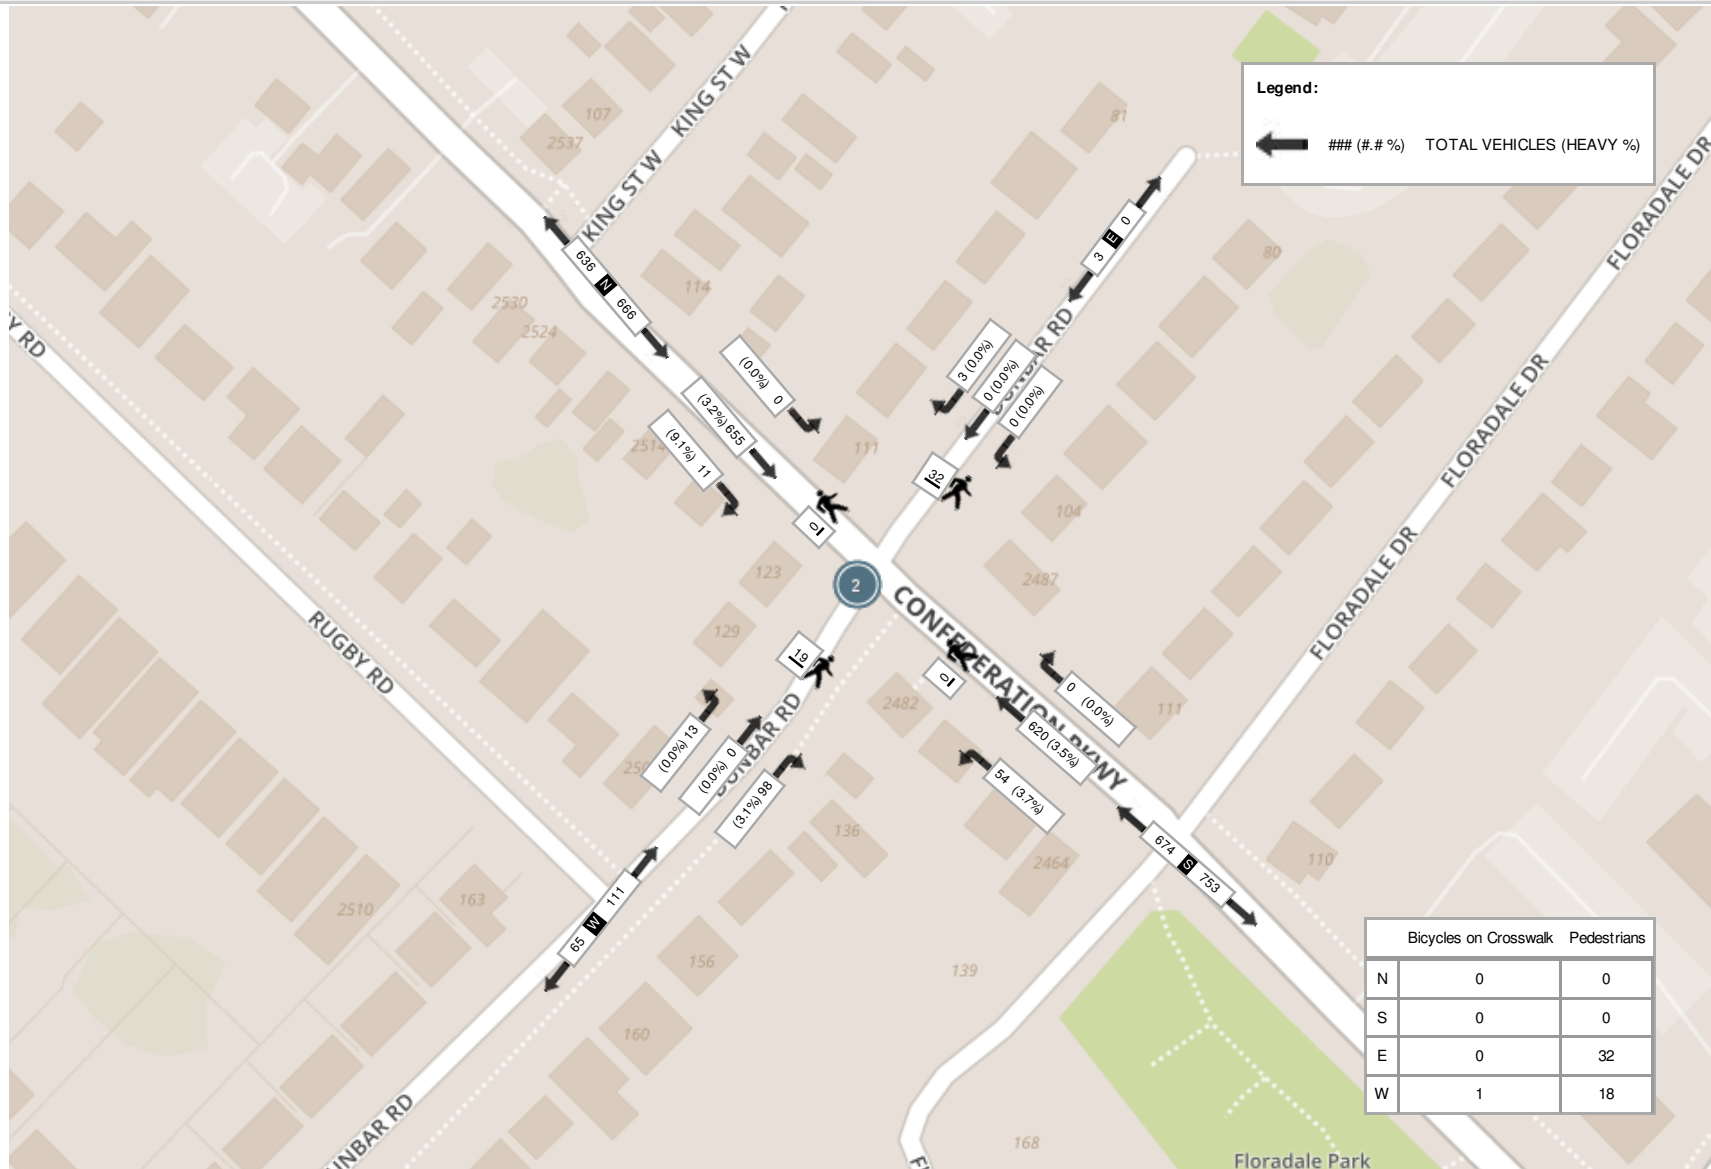 KING ST W
KING ST W
107
2537
81
Legend:
### (#.# %) TOTAL VEHICLES (HEAVY %)
FLORADALE DR
80
636 N 666
114
2530
2524
3 E 0
Y RD
(0.0%) 0
3 (0.0%)
0 (0.0%)
0 (0.0%)
FLORADALE DR
(3.2%) 655
(9.1%) 11
111
32
104
0
123
2
2487
FLORADALE DR
CONFEDERATION PKWY
129
19
RUGBY RD
0
2482
0 (0.0%)
111
620 (3.5%)
(0.0%) 13
(0.0%) 0
DUNBAR RD
(3.1%) 98
54 (3.7%)
136
2464
674 S 753
110
65 W 111
163
2510
156
139
160
168
Floradale Park
Bicycles on Crosswalk Pedestrians
N 0 0
S 0 0
E 0 32
W 1 18